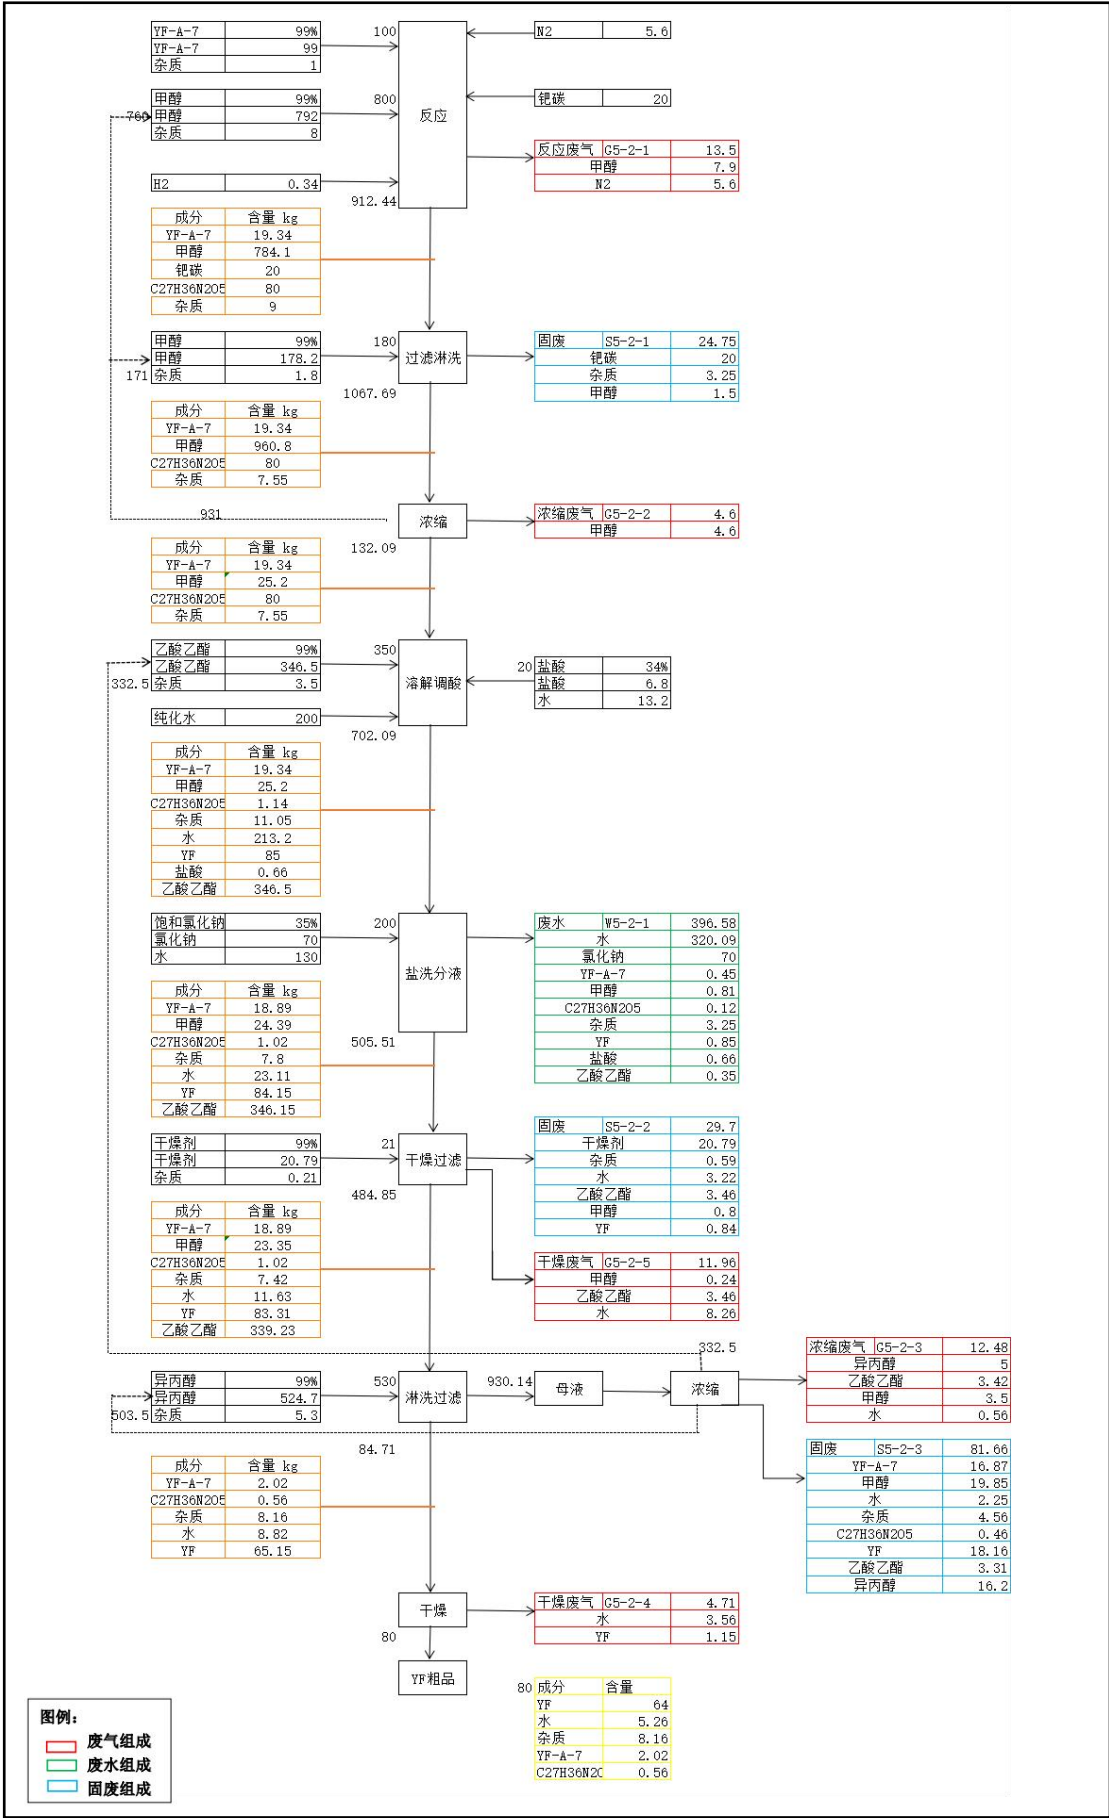 YF-A-7 99%
YF-A-7 99
杂质 1
100
N2 5.6
甲醇 99%
甲醇 792
杂质 8
760
800
反应
钯碳 20
反应废气 G5-2-1 13.5
甲醇 7.9
N2 5.6
H2 0.34
912.44
成分 含量 kg
YF-A-7 19.34
甲醇 784.1
钯碳 20
C27H36N2O5 80
杂质 9
甲醇 99%
甲醇 178.2
杂质 1.8
171
180
过滤淋洗
1067.69
固废 S5-2-1 24.75
钯碳 20
杂质 3.25
甲醇 1.5
成分 含量 kg
YF-A-7 19.34
甲醇 960.8
C27H36N2O5 80
杂质 7.55
931
浓缩
132.09
浓缩废气 G5-2-2 4.6
甲醇 4.6
成分 含量 kg
YF-A-7 19.34
甲醇 25.2
C27H36N2O5 80
杂质 7.55
乙酸乙酯 99%
乙酸乙酯 346.5
杂质 3.5
332.5
350
溶解调酸
20
盐酸 34%
盐酸 6.8
水 13.2
纯化水 200
702.09
成分 含量 kg
YF-A-7 19.34
甲醇 25.2
C27H36N2O5 1.14
杂质 11.05
水 213.2
YF 85
盐酸 0.66
乙酸乙酯 346.5
饱和氯化钠 35%
氯化钠 70
水 130
200
盐洗分液
505.51
废水 W5-2-1 396.58
水 320.09
氯化钠 70
YF-A-7 0.45
甲醇 0.81
C27H36N2O5 0.12
杂质 3.25
YF 0.85
盐酸 0.66
乙酸乙酯 0.35
成分 含量 kg
YF-A-7 18.89
甲醇 24.39
C27H36N2O5 1.02
杂质 7.8
水 23.11
YF 84.15
乙酸乙酯 346.15
干燥剂 99%
干燥剂 20.79
杂质 0.21
21
干燥过滤
484.85
固废 S5-2-2 29.7
干燥剂 20.79
杂质 0.59
水 3.22
乙酸乙酯 3.46
甲醇 0.8
YF 0.84
成分 含量 kg
YF-A-7 18.89
甲醇 23.35
C27H36N2O5 1.02
杂质 7.42
水 11.63
YF 83.31
乙酸乙酯 339.23
干燥废气 G5-2-5 11.96
甲醇 0.24
乙酸乙酯 3.46
水 8.26
332.5
异丙醇 99%
异丙醇 524.7
杂质 5.3
503.5
530
淋洗过滤
930.14
母液
浓缩
84.71
浓缩废气 G5-2-3 12.48
异丙醇 5
乙酸乙酯 3.42
甲醇 3.5
水 0.56
固废 S5-2-3 81.66
YF-A-7 16.87
甲醇 19.85
水 2.25
杂质 4.56
C27H36N2O5 0.46
YF 18.16
乙酸乙酯 3.31
异丙醇 16.2
成分 含量 kg
YF-A-7 2.02
C27H36N2O5 0.56
杂质 8.16
水 8.82
YF 65.15
干燥
80
干燥废气 G5-2-4 4.71
水 3.56
YF 1.15
YF粗品
80
成分 含量
YF 64
水 5.26
杂质 8.16
YF-A-7 2.02
C27H36N2O 0.56
图例：
废气组成
废水组成
固废组成